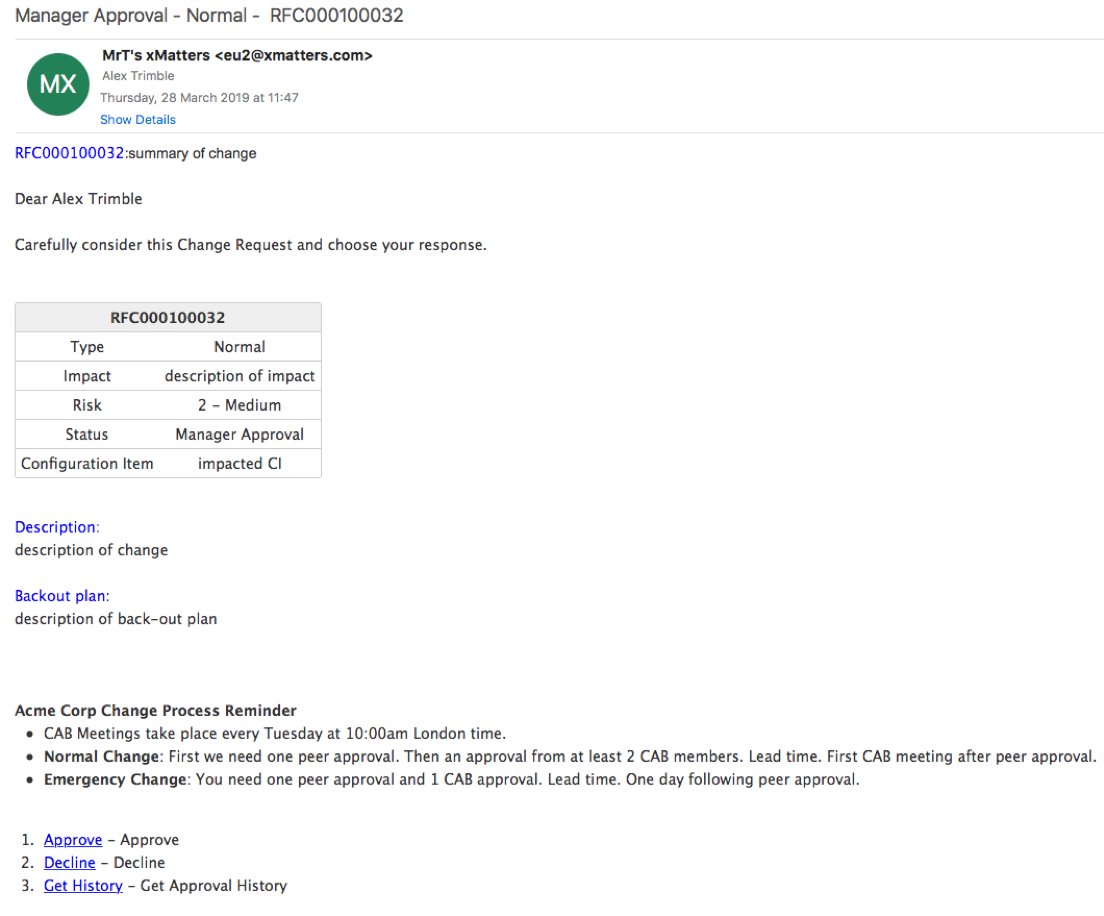 Manager Approval - Normal - RFC000100032
MX
MrT's xMatters <eu2@xmatters.com>
Alex Trimble
Thursday, 28 March 2019 at 11:47
Show Details
RFC000100032:summary of change
Dear Alex Trimble
Carefully consider this Change Request and choose your response.
RFC000100032
Type Normal
Impact description of impact
Risk 2 – Medium
Status Manager Approval
Configuration Item impacted CI
Description:
description of change
Backout plan:
description of back-out plan
Acme Corp Change Process Reminder
• CAB Meetings take place every Tuesday at 10:00am London time.
• Normal Change: First we need one peer approval. Then an approval from at least 2 CAB members. Lead time. First CAB meeting after peer approval.
• Emergency Change: You need one peer approval and 1 CAB approval. Lead time. One day following peer approval.
1. Approve – Approve
2. Decline – Decline
3. Get History – Get Approval History